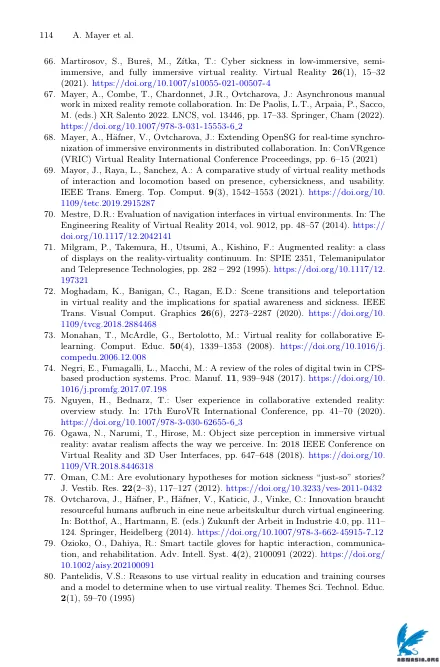 114 A. Mayer et al.
66. Martirosov, S., Bureš, M., Zítka, T.: Cyber sickness in low-immersive, semi-
immersive, and fully immersive virtual reality. Virtual Reality 26(1), 15–32
(2021). https://doi.org/10.1007/s10055-021-00507-4
67. Mayer, A., Combe, T., Chardonnet, J.R., Ovtcharova, J.: Asynchronous manual
work in mixed reality remote collaboration. In: De Paolis, L.T., Arpaia, P., Sacco,
M. (eds.) XR Salento 2022. LNCS, vol. 13446, pp. 17–33. Springer, Cham (2022).
https://doi.org/10.1007/978-3-031-15553-6_2
68. Mayer, A., Häfner, V., Ovtcharova, J.: Extending OpenSG for real-time synchro-
nization of immersive environments in distributed collaboration. In: ConVRgence
(VRIC) Virtual Reality International Conference Proceedings, pp. 6–15 (2021)
69. Mayor, J., Raya, L., Sanchez, A.: A comparative study of virtual reality methods
of interaction and locomotion based on presence, cybersickness, and usability.
IEEE Trans. Emerg. Top. Comput. 9(3), 1542–1553 (2021). https://doi.org/10.
1109/tetc.2019.2915287
70. Mestre, D.R.: Evaluation of navigation interfaces in virtual environments. In: The
Engineering Reality of Virtual Reality 2014, vol. 9012, pp. 48–57 (2014). https://
doi.org/10.1117/12.2042141
71. Milgram, P., Takemura, H., Utsumi, A., Kishino, F.: Augmented reality: a class
of displays on the reality-virtuality continuum. In: SPIE 2351, Telemanipulator
and Telepresence Technologies, pp. 282 – 292 (1995). https://doi.org/10.1117/12.
197321
72. Moghadam, K., Banigan, C., Ragan, E.D.: Scene transitions and teleportation
in virtual reality and the implications for spatial awareness and sickness. IEEE
Trans. Visual Comput. Graphics 26(6), 2273–2287 (2020). https://doi.org/10.
1109/tvcg.2018.2884468
73. Monahan, T., McArdle, G., Bertolotto, M.: Virtual reality for collaborative E-
learning. Comput. Educ. 50(4), 1339–1353 (2008). https://doi.org/10.1016/j.
compedu.2006.12.008
74. Negri, E., Fumagalli, L., Macchi, M.: A review of the roles of digital twin in CPS-
based production systems. Proc. Manuf. 11, 939–948 (2017). https://doi.org/10.
1016/j.promfg.2017.07.198
75. Nguyen, H., Bednarz, T.: User experience in collaborative extended reality:
overview study. In: 17th EuroVR International Conference, pp. 41–70 (2020).
https://doi.org/10.1007/978-3-030-62655-6_3
76. Ogawa, N., Narumi, T., Hirose, M.: Object size perception in immersive virtual
reality: avatar realism affects the way we perceive. In: 2018 IEEE Conference on
Virtual Reality and 3D User Interfaces, pp. 647–648 (2018). https://doi.org/10.
1109/VR.2018.8446318
77. Oman, C.M.: Are evolutionary hypotheses for motion sickness “just-so” stories?
J. Vestib. Res. 22(2–3), 117–127 (2012). https://doi.org/10.3233/ves-2011-0432
78. Ovtcharova, J., Häfner, P., Häfner, V., Katicic, J., Vinke, C.: Innovation braucht
resourceful humans aufbruch in eine neue arbeitskultur durch virtual engineering.
In: Botthof, A., Hartmann, E. (eds.) Zukunft der Arbeit in Industrie 4.0, pp. 111–
124. Springer, Heidelberg (2014). https://doi.org/10.1007/978-3-662-45915-7_12
79. Ozioko, O., Dahiya, R.: Smart tactile gloves for haptic interaction, communica-
tion, and rehabilitation. Adv. Intell. Syst. 4(2), 2100091 (2022). https://doi.org/
10.1002/aisy.202100091
80. Pantelidis, V.S.: Reasons to use virtual reality in education and training courses
and a model to determine when to use virtual reality. Themes Sci. Technol. Educ.
2(1), 59–70 (1995)